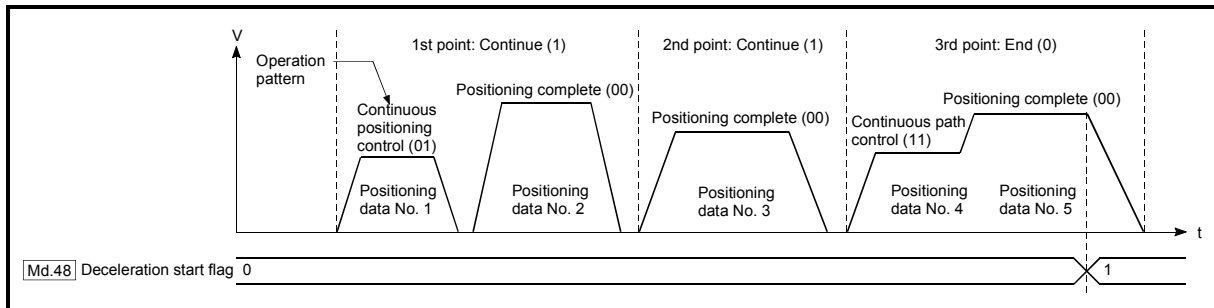 V
1st point: Continue (1)
2nd point: Continue (1)
3rd point: End (0)
Operation
pattern
Positioning complete (00)
Continuous
positioning
control (01)
Positioning complete (00)
Positioning complete (00)
Continuous path
control (11)
Positioning
data No. 1
Positioning
data No. 2
Positioning
data No. 3
Positioning
data No. 4
Positioning
data No. 5
t
Md.48 Deceleration start flag 0
1